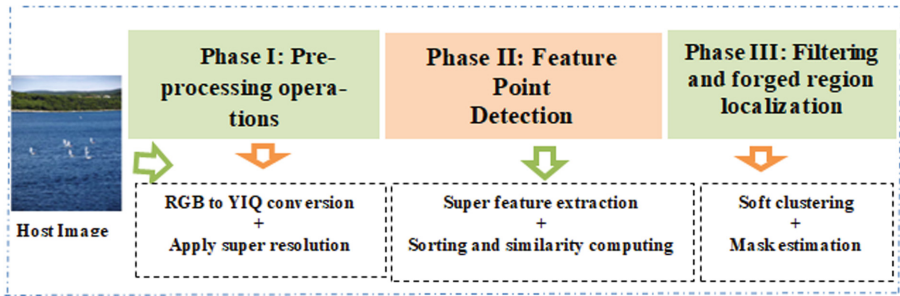 Phase I: Pre-
processing opera-
tions
Phase II: Feature
Point
Detection
Phase III: Filtering
and forged region
localization
Host Image
RGB to YIQ conversion
+
Apply super resolution
Super feature extraction
+
Sorting and similarity computing
Soft clustering
+
Mask estimation